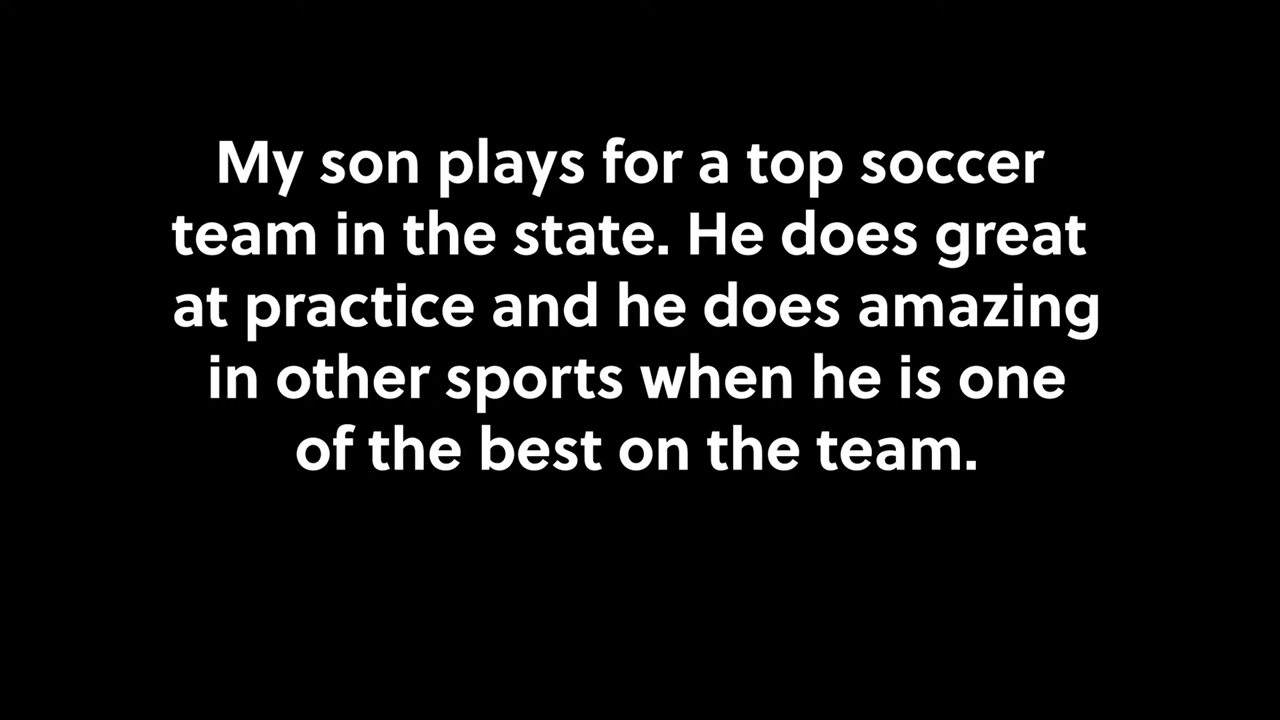 My son plays for a top soccer
team in the state. He does great
at practice and he does amazing
in other sports when he is one
of the best on the team.